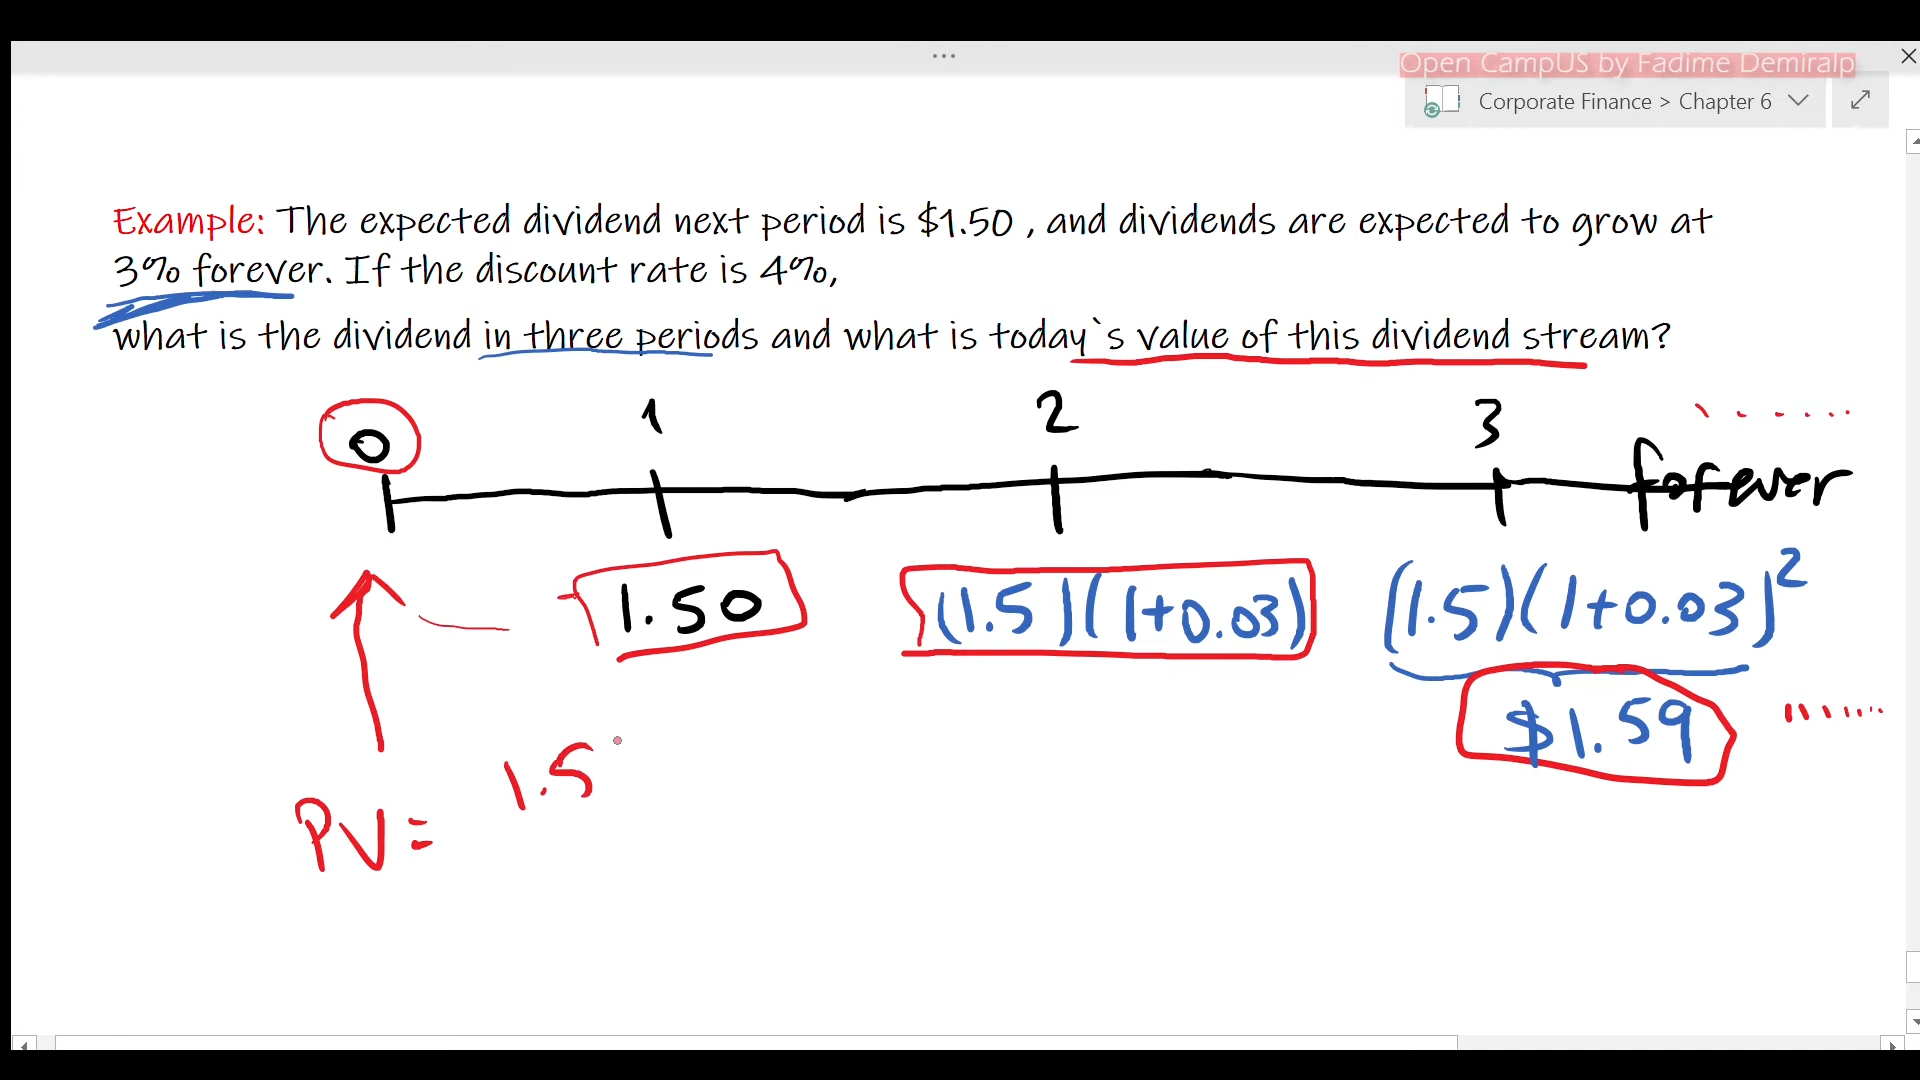 Open CampUS by Fadime Demiralp
Corporate Finance > Chapter 6
Example: The expected dividend next period is $1.50 , and dividends are expected to grow at
3% forever. If the discount rate is 4%,
what is the dividend in three periods and what is today`s value of this dividend stream?
0 1 2 3 .....
forever
1.50 (1.5)(1+0.03) (1.5)(1+0.03)²
$1.59
1.5
PV=